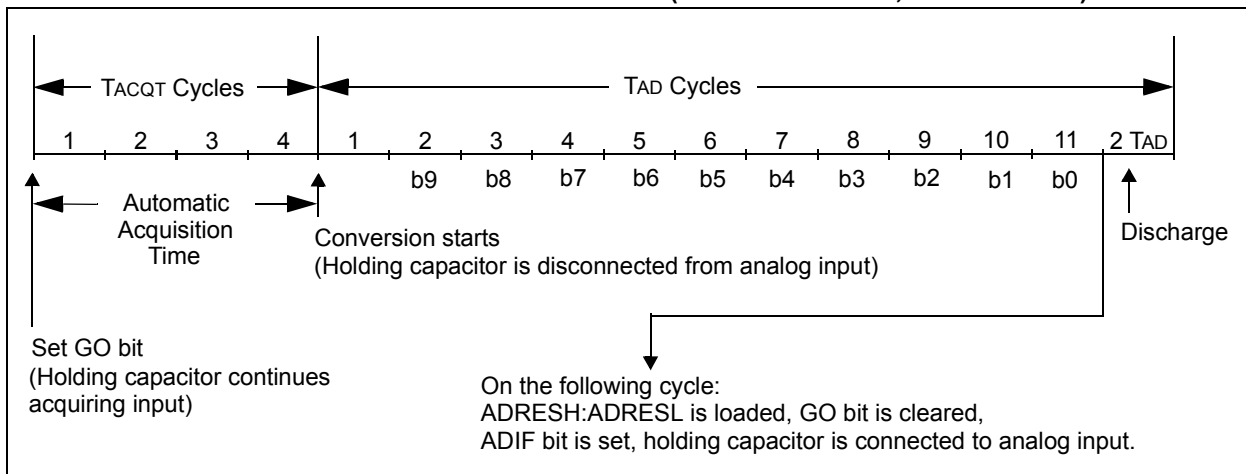 TACQT Cycles
TAD Cycles
1 2 3 4 1 2 3 4 5 6 7 8 9 10 11 2 TAD
b9 b8 b7 b6 b5 b4 b3 b2 b1 b0
Automatic
Acquisition
Time
Conversion starts
(Holding capacitor is disconnected from analog input)
Discharge
Set GO bit
(Holding capacitor continues
acquiring input)
On the following cycle:
ADRESH:ADRESL is loaded, GO bit is cleared,
ADIF bit is set, holding capacitor is connected to analog input.